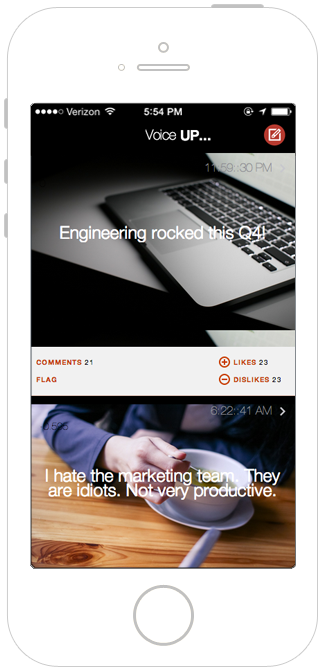 Verizon 5:54 PM
Voice UP...
11:59::30 PM
Engineering rocked this Q4!
COMMENTS 21 LIKES 23
FLAG DISLIKES 23
6:22::41 AM
I hate the marketing team. They
are idiots. Not very productive.